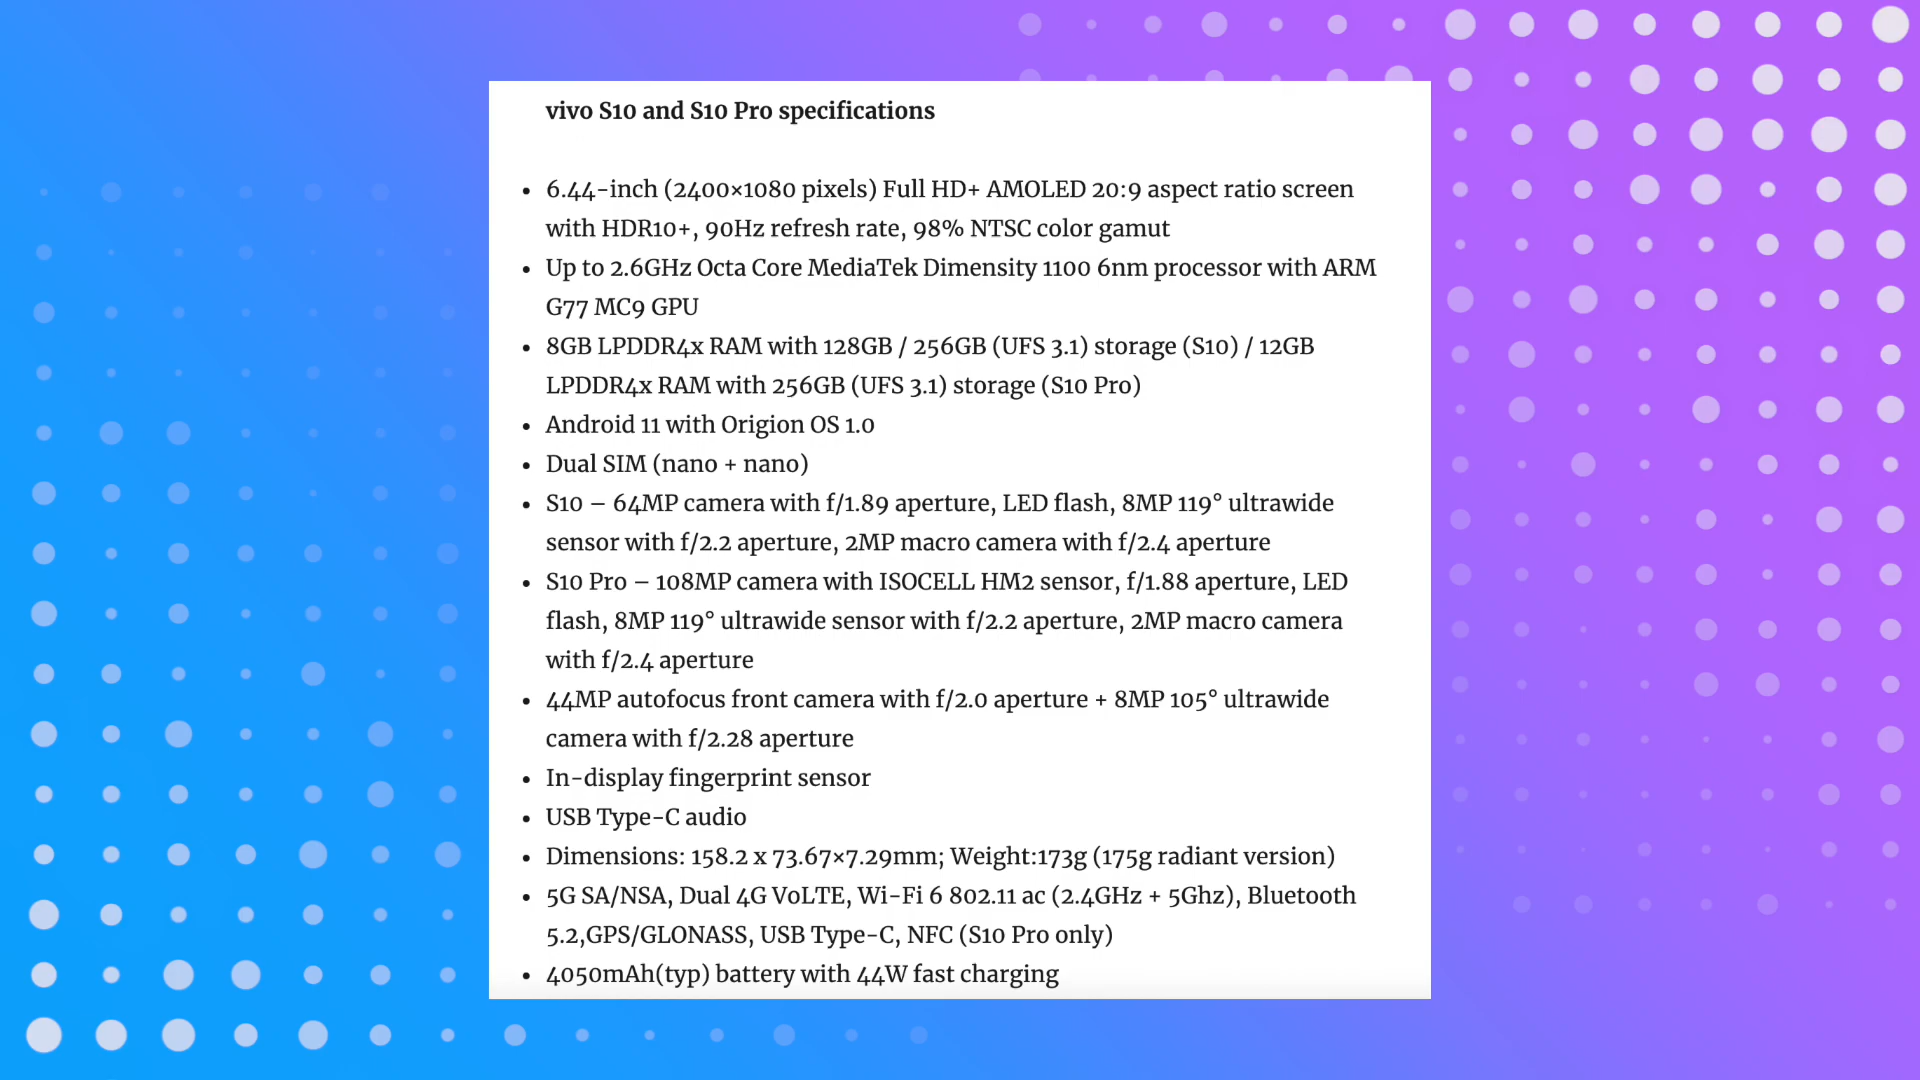 vivo S10 and S10 Pro specifications
• 6.44-inch (2400×1080 pixels) Full HD+ AMOLED 20:9 aspect ratio screen
with HDR10+, 90Hz refresh rate, 98% NTSC color gamut
• Up to 2.6GHz Octa Core MediaTek Dimensity 1100 6nm processor with ARM
G77 MC9 GPU
• 8GB LPDDR4x RAM with 128GB / 256GB (UFS 3.1) storage (S10) / 12GB
LPDDR4x RAM with 256GB (UFS 3.1) storage (S10 Pro)
• Android 11 with Origion OS 1.0
• Dual SIM (nano + nano)
• S10 – 64MP camera with f/1.89 aperture, LED flash, 8MP 119° ultrawide
sensor with f/2.2 aperture, 2MP macro camera with f/2.4 aperture
• S10 Pro – 108MP camera with ISOCELL HM2 sensor, f/1.88 aperture, LED
flash, 8MP 119° ultrawide sensor with f/2.2 aperture, 2MP macro camera
with f/2.4 aperture
• 44MP autofocus front camera with f/2.0 aperture + 8MP 105° ultrawide
camera with f/2.28 aperture
• In-display fingerprint sensor
• USB Type-C audio
• Dimensions: 158.2 x 73.67×7.29mm; Weight:173g (175g radiant version)
• 5G SA/NSA, Dual 4G VoLTE, Wi-Fi 6 802.11 ac (2.4GHz + 5Ghz), Bluetooth
5.2,GPS/GLONASS, USB Type-C, NFC (S10 Pro only)
• 4050mAh(typ) battery with 44W fast charging